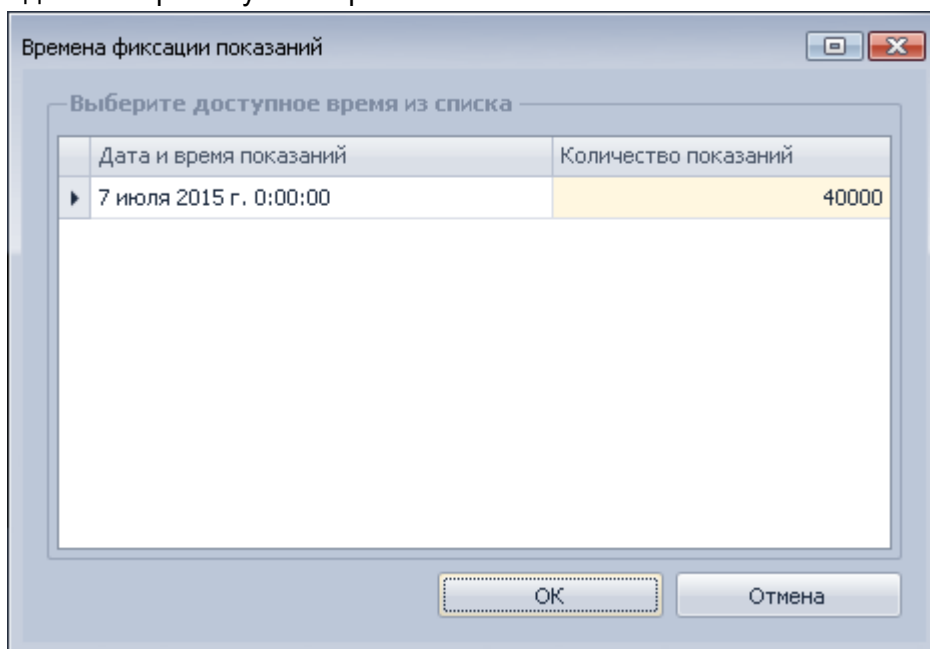 Времена фиксации показаний
Выберите доступное время из списка
Дата и время показаний Количество показаний
7 июля 2015 г. 0:00:00 40000
OK Отмена